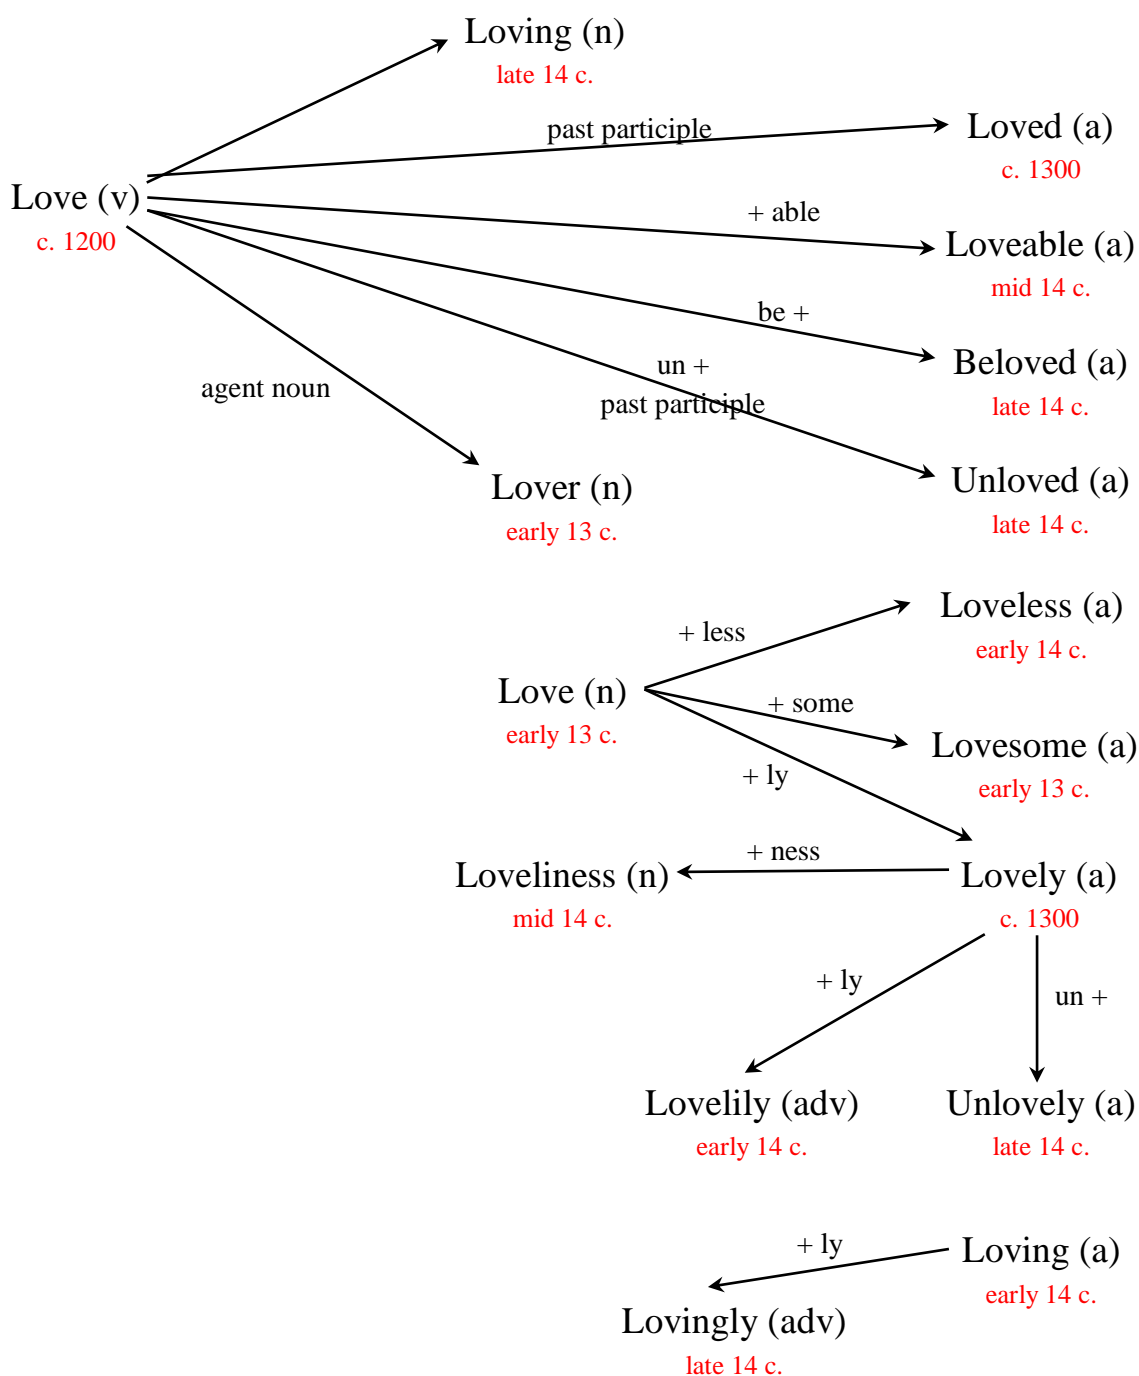 Loving (n)
late 14 c.
past participle
Loved (a)
c. 1300
Love (v)
c. 1200
+ able
Loveable (a)
mid 14 c.
be +
Beloved (a)
late 14 c.
un +
past participle
agent noun
Unloved (a)
late 14 c.
Lover (n)
early 13 c.
Loveless (a)
early 14 c.
+ less
Love (n)
early 13 c.
+ some
Lovesome (a)
early 13 c.
+ ly
+ ness
Loveliness (n)
mid 14 c.
Lovely (a)
c. 1300
+ ly
un +
Lovelily (adv)
early 14 c.
Unlovely (a)
late 14 c.
+ ly
Loving (a)
early 14 c.
Lovingly (adv)
late 14 c.